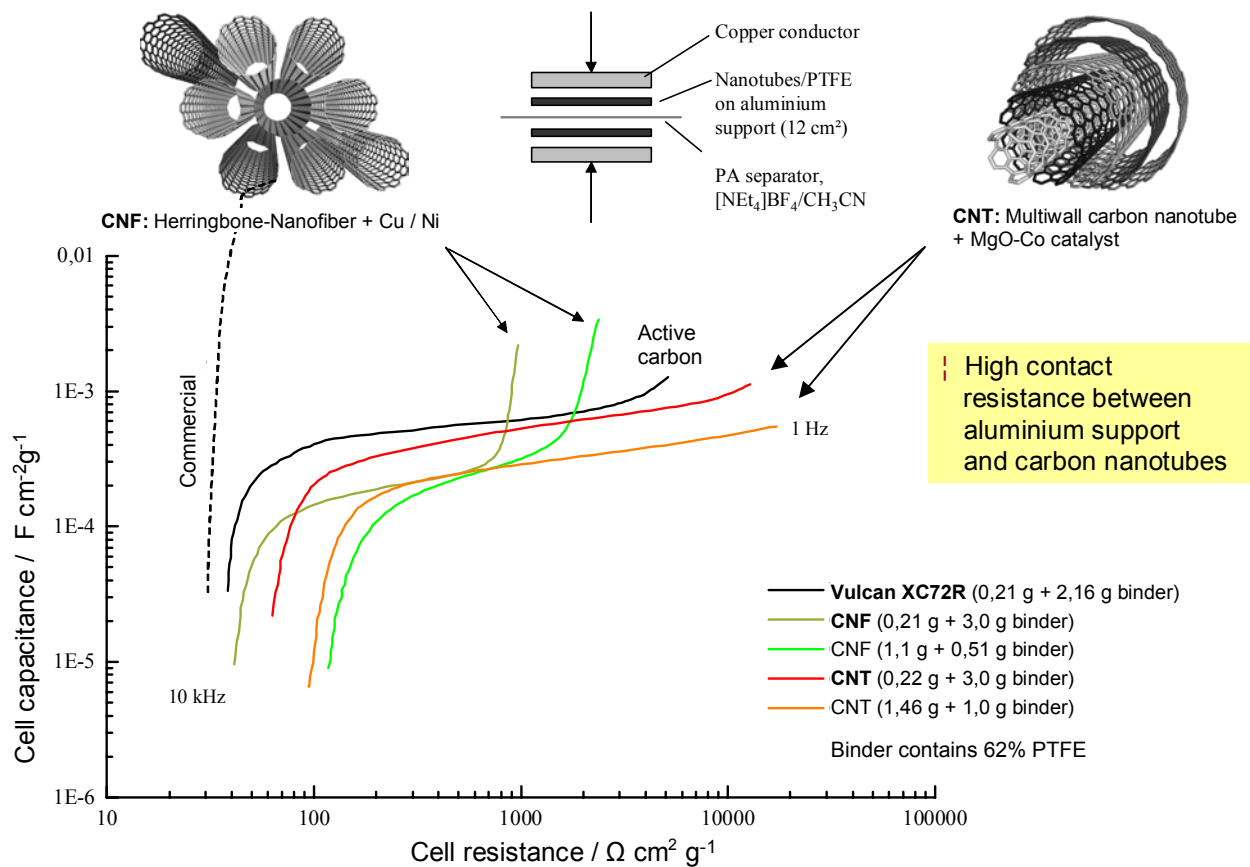 Copper conductor
Nanotubes/PTFE
on aluminium
support (12 cm²)
PA separator,
[NEt₄]BF₄/CH₃CN
CNF: Herringbone-Nanofiber + Cu / Ni
CNT: Multiwall carbon nanotube
+ MgO-Co catalyst
0,01
1E-3
1E-4
1E-5
1E-6
Cell capacitance / F cm⁻²g⁻¹
Commercial
Active
carbon
1 Hz
10 kHz
¦ High contact
resistance between
aluminium support
and carbon nanotubes
Vulcan XC72R (0,21 g + 2,16 g binder)
CNF (0,21 g + 3,0 g binder)
CNF (1,1 g + 0,51 g binder)
CNT (0,22 g + 3,0 g binder)
CNT (1,46 g + 1,0 g binder)
Binder contains 62% PTFE
10
100
1000
10000
100000
Cell resistance / Ω cm² g⁻¹